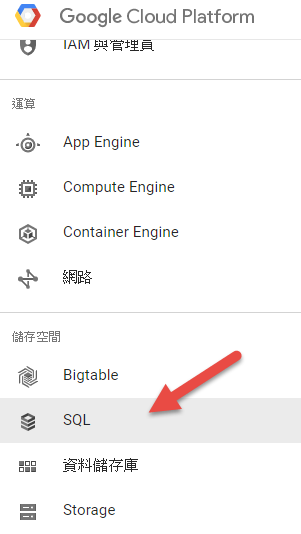 Google Cloud Platform
IAM 與管理員
運算
App Engine
Compute Engine
Container Engine
網路
儲存空間
Bigtable
SQL
資料儲存庫
Storage